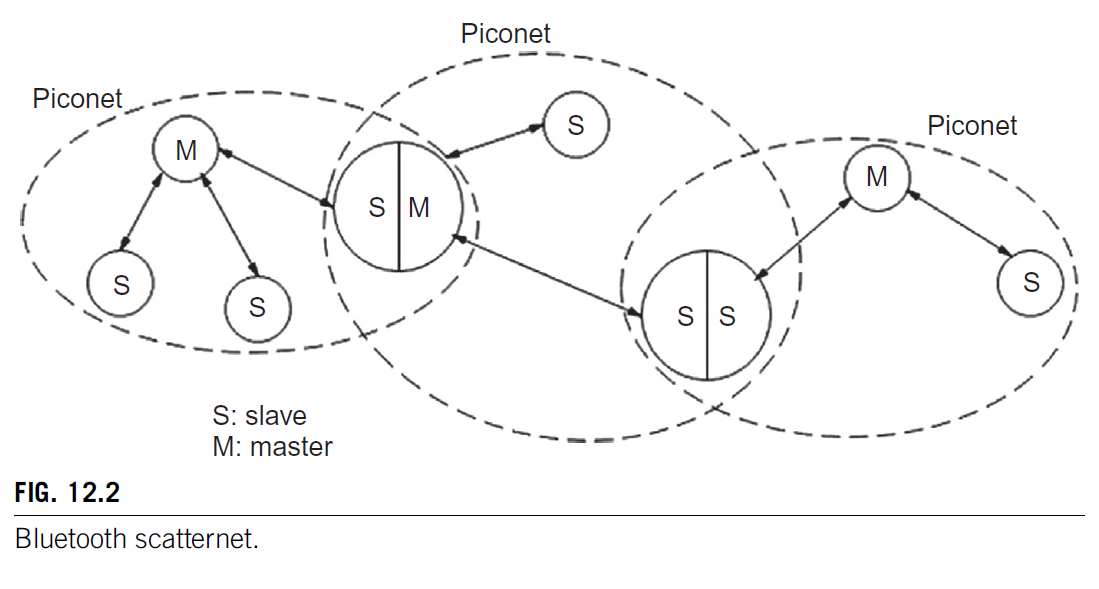 Piconet
Piconet
Piconet
M
S
S
S M
S
M
S S
S
S: slave
M: master
FIG. 12.2
Bluetooth scatternet.